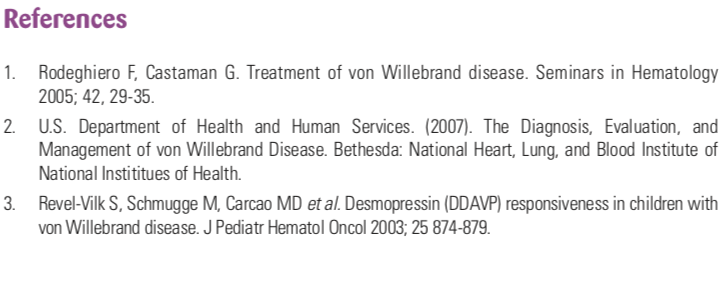 References
1. Rodeghiero F, Castaman G. Treatment of von Willebrand disease. Seminars in Hematology
2005; 42, 29-35.
2. U.S. Department of Health and Human Services. (2007). The Diagnosis, Evaluation, and
Management of von Willebrand Disease. Bethesda: National Heart, Lung, and Blood Institute of
National Instititues of Health.
3. Revel-Vilk S, Schmugge M, Carcao MD et al. Desmopressin (DDAVP) responsiveness in children with
von Willebrand disease. J Pediatr Hematol Oncol 2003; 25 874-879.